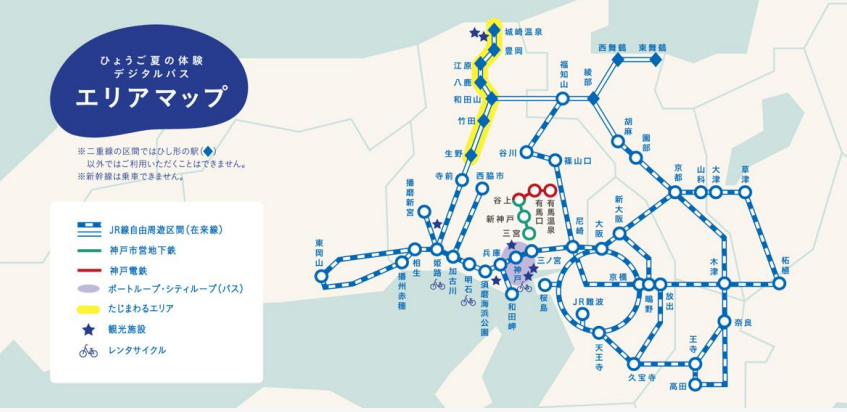 ひょうご夏の体験
デジタルパス
エリアマップ
※二重線の区間ではひし形の駅(◆)
以外ではご利用いただくことはできません。
※新幹線は乗車できません。
JR線自由周遊区間(在来線)
神戸市営地下鉄
神戸電鉄
ポートループ・シティループ(バス)
たじまわるエリア
観光施設
レンタサイクル
城崎温泉
豊岡
江原
八鹿
和田山
竹田
生野
寺前
西脇市
播磨新宮
東岡山
播州赤穂
相生
姫路
加古川
明石
須磨海浜公園
兵庫
神戸
和田岬
三ノ宮
谷上
新神戸
三宮
有馬口
有馬温泉
福知山
綾部
西舞鶴
東舞鶴
胡麻
園部
谷川
篠山口
尼崎
大阪
新大阪
京都
山科
大津
草津
柘植
木津
奈良
京橋
鴫野
放出
桜島
JR難波
天王寺
久宝寺
王寺
高田